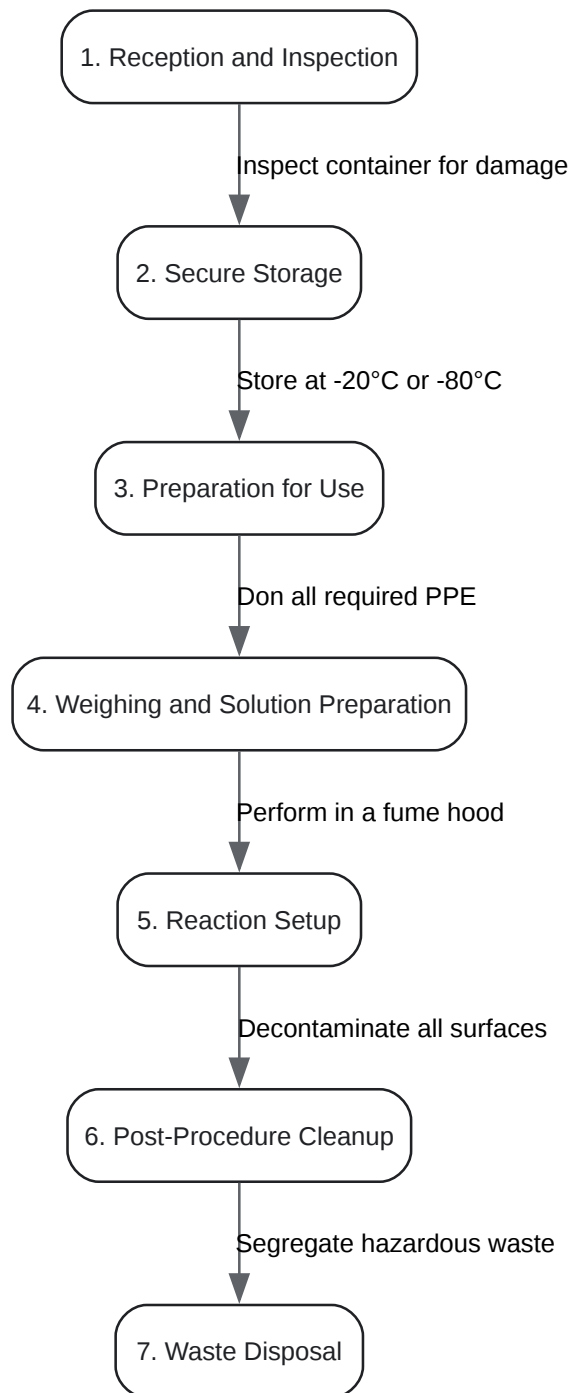 1. Reception and Inspection
Inspect container for damage
2. Secure Storage
Store at -20°C or -80°C
3. Preparation for Use
Don all required PPE
4. Weighing and Solution Preparation
Perform in a fume hood
5. Reaction Setup
Decontaminate all surfaces
6. Post-Procedure Cleanup
Segregate hazardous waste
7. Waste Disposal